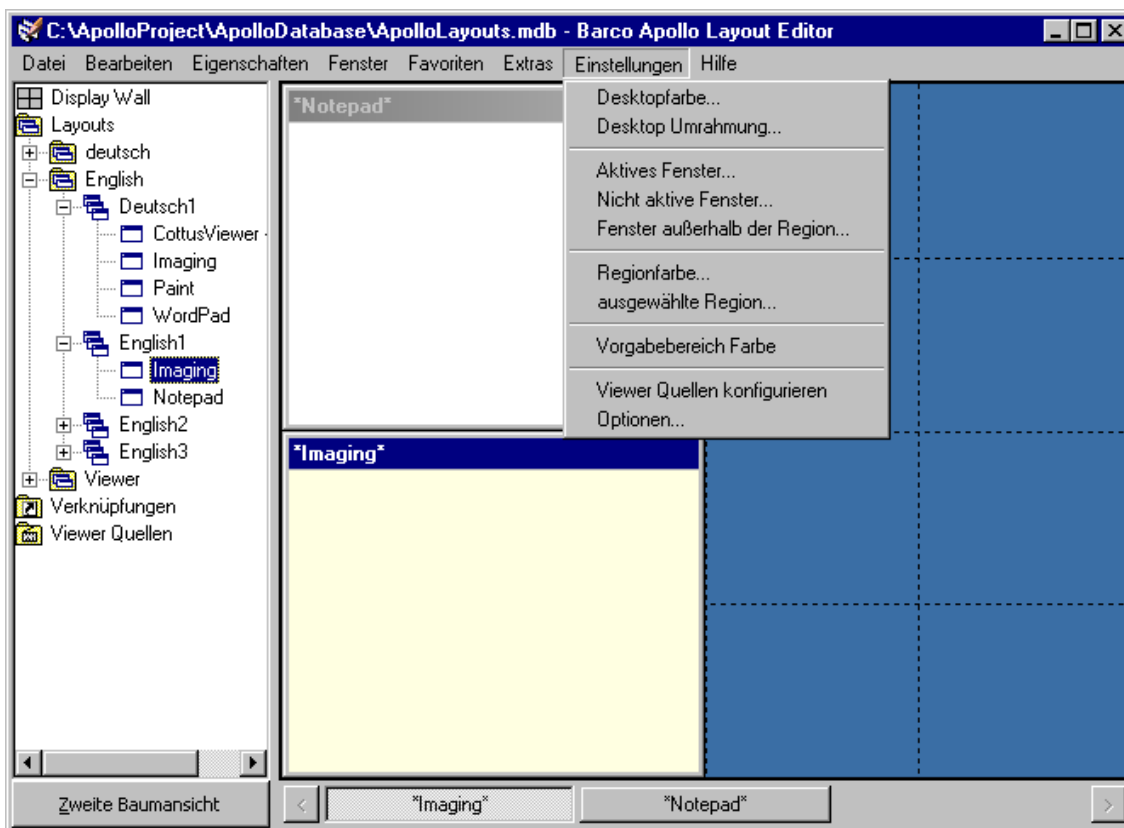 C:\ApolloProject\ApolloDatabase\ApolloLayouts.mdb - Barco Apollo Layout Editor
Datei Bearbeiten Eigenschaften Fenster Favoriten Extras Einstellungen Hilfe
Display Wall
Layouts
deutsch
English
Deutsch1
CottusViewer -
Imaging
Paint
WordPad
English1
Imaging
Notepad
English2
English3
Viewer
Verknüpfungen
Viewer Quellen
Zweite Baumansicht
*Notepad*
Desktopfarbe...
Desktop Umrahmung...
Aktives Fenster...
Nicht aktive Fenster...
Fenster außerhalb der Region...
Regionfarbe...
ausgewählte Region...
Vorgabebereich Farbe
Viewer Quellen konfigurieren
Optionen...
*Imaging*
< *Imaging* *Notepad* >